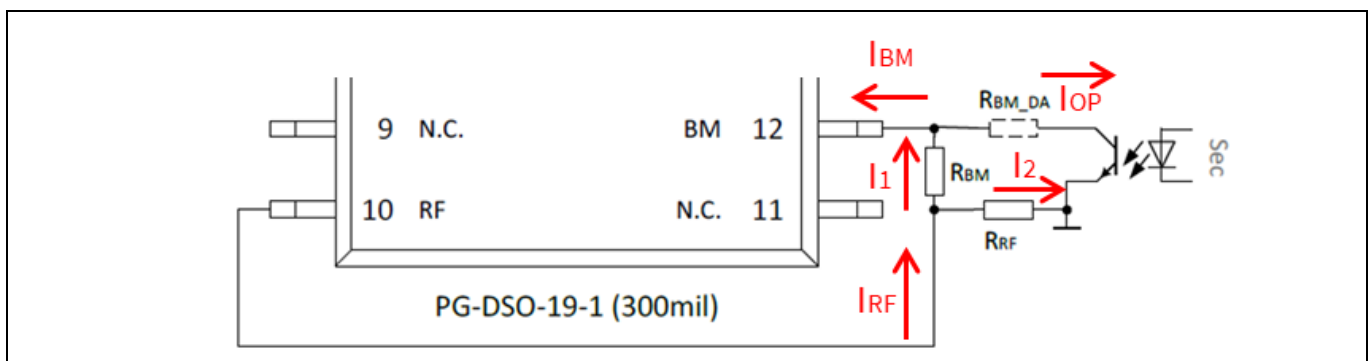 IBM
RBM_DA IOP
9 N.C. BM 12
I1 RBM I2 Sec
10 RF N.C. 11
RRF
PG-DSO-19-1 (300mil) IRF